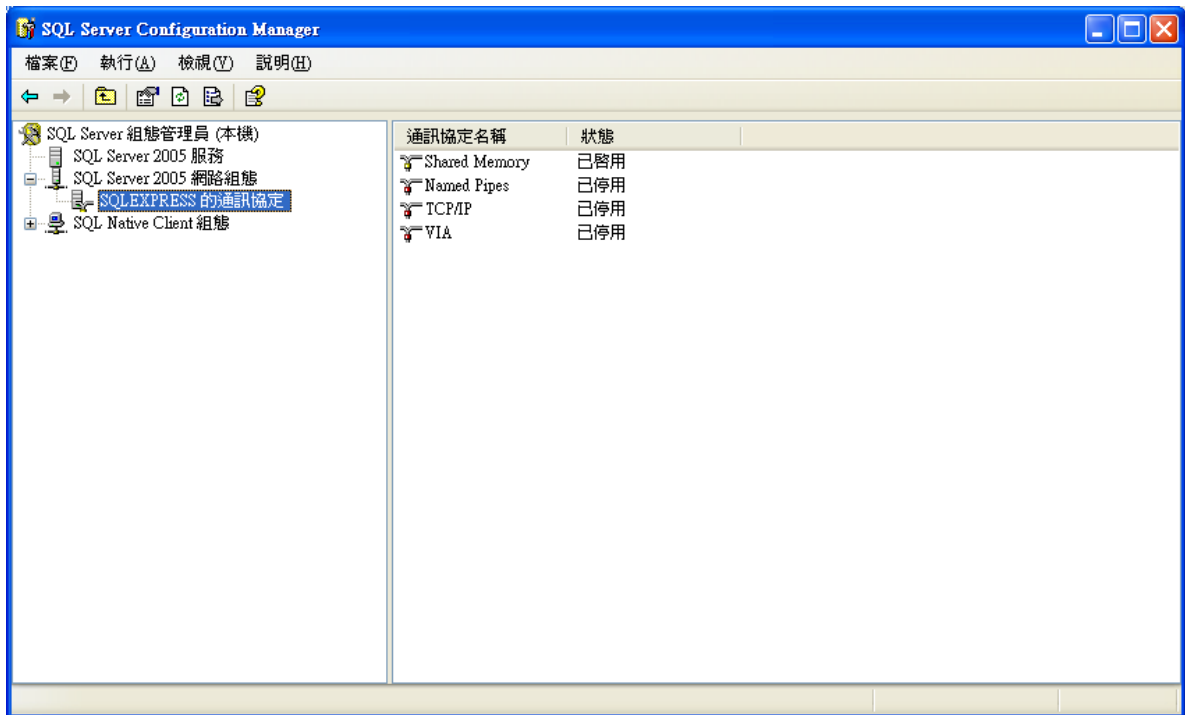 SQL Server Configuration Manager
檔案(F) 執行(A) 檢視(V) 說明(H)
SQL Server 組態管理員 (本機)
SQL Server 2005 服務
SQL Server 2005 網路組態
SQLEXPRESS 的通訊協定
SQL Native Client 組態
通訊協定名稱 狀態
Shared Memory 已啓用
Named Pipes 已停用
TCP/IP 已停用
VIA 已停用